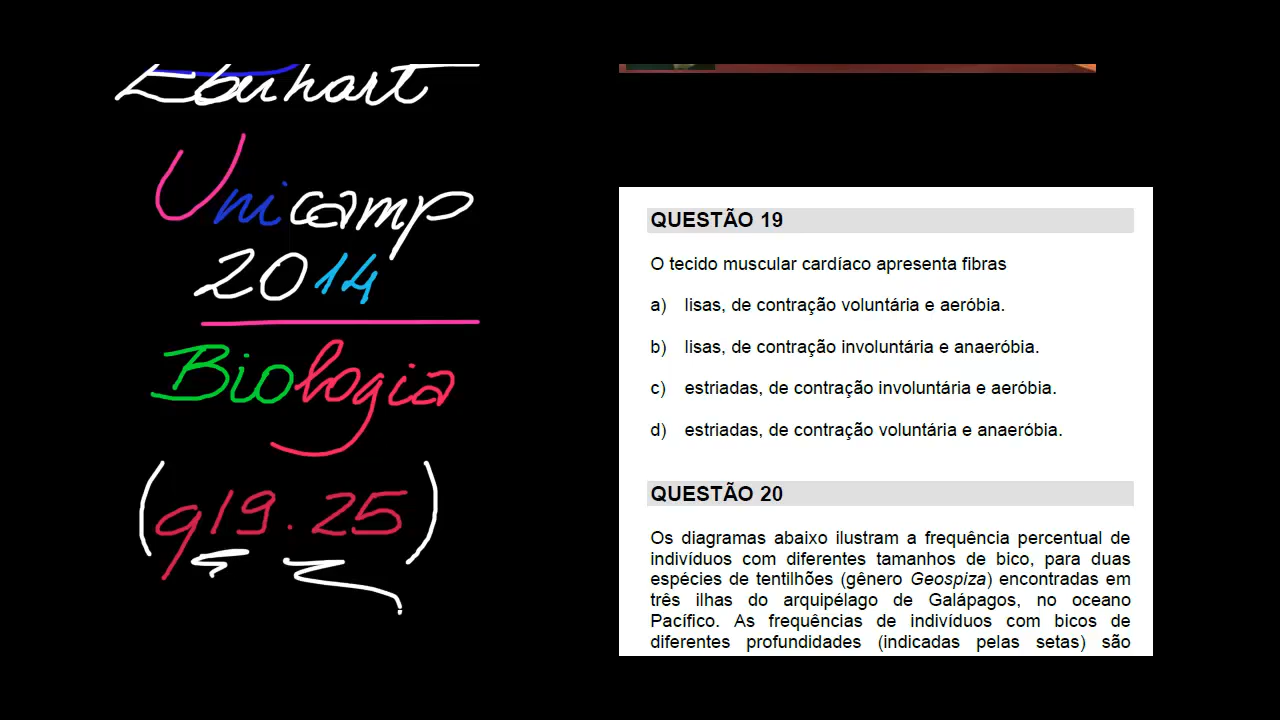 Eberhart
Unicamp
2014
Biologia
(q19.25)
QUESTÃO 19
O tecido muscular cardíaco apresenta fibras
a) lisas, de contração voluntária e aeróbia.
b) lisas, de contração involuntária e anaeróbia.
c) estriadas, de contração involuntária e aeróbia.
d) estriadas, de contração voluntária e anaeróbia.
QUESTÃO 20
Os diagramas abaixo ilustram a frequência percentual de
indivíduos com diferentes tamanhos de bico, para duas
espécies de tentilhões (gênero Geospiza) encontradas em
três ilhas do arquipélago de Galápagos, no oceano
Pacífico. As frequências de indivíduos com bicos de
diferentes profundidades (indicadas pelas setas) são